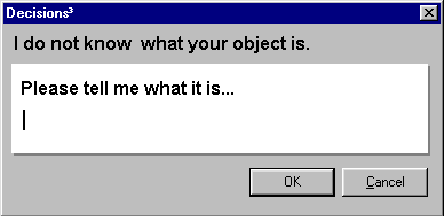 Decisions³
I do not know what your object is.
Please tell me what it is...
OK
Cancel